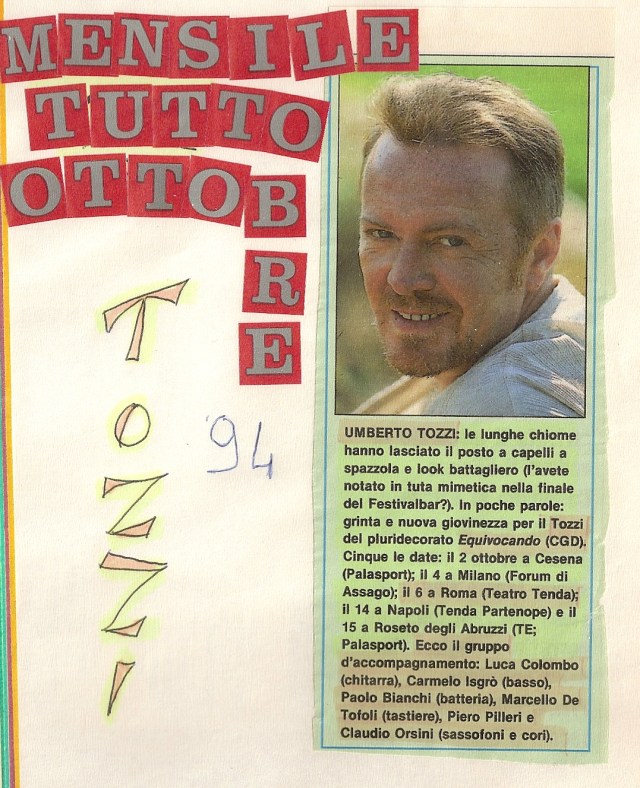 MENSILE
TUTTO
OTTOBRE
TOZZI
'94
UMBERTO TOZZI: le lunghe chiome
hanno lasciato il posto a capelli a
spazzola e look battagliero (l'avete
notato in tuta mimetica nella finale
del Festivalbar?). In poche parole:
grinta e nuova giovinezza per il Tozzi
del pluridecorato Equivocando (CGD).
Cinque le date: il 2 ottobre a Cesena
(Palasport); il 4 a Milano (Forum di
Assago); il 6 a Roma (Teatro Tenda);
il 14 a Napoli (Tenda Partenope) e il
15 a Roseto degli Abruzzi (TE;
Palasport). Ecco il gruppo
d'accompagnamento: Luca Colombo
(chitarra), Carmelo Isgrò (basso),
Paolo Bianchi (batteria), Marcello De
Tofoli (tastiere), Piero Pilleri e
Claudio Orsini (sassofoni e cori).